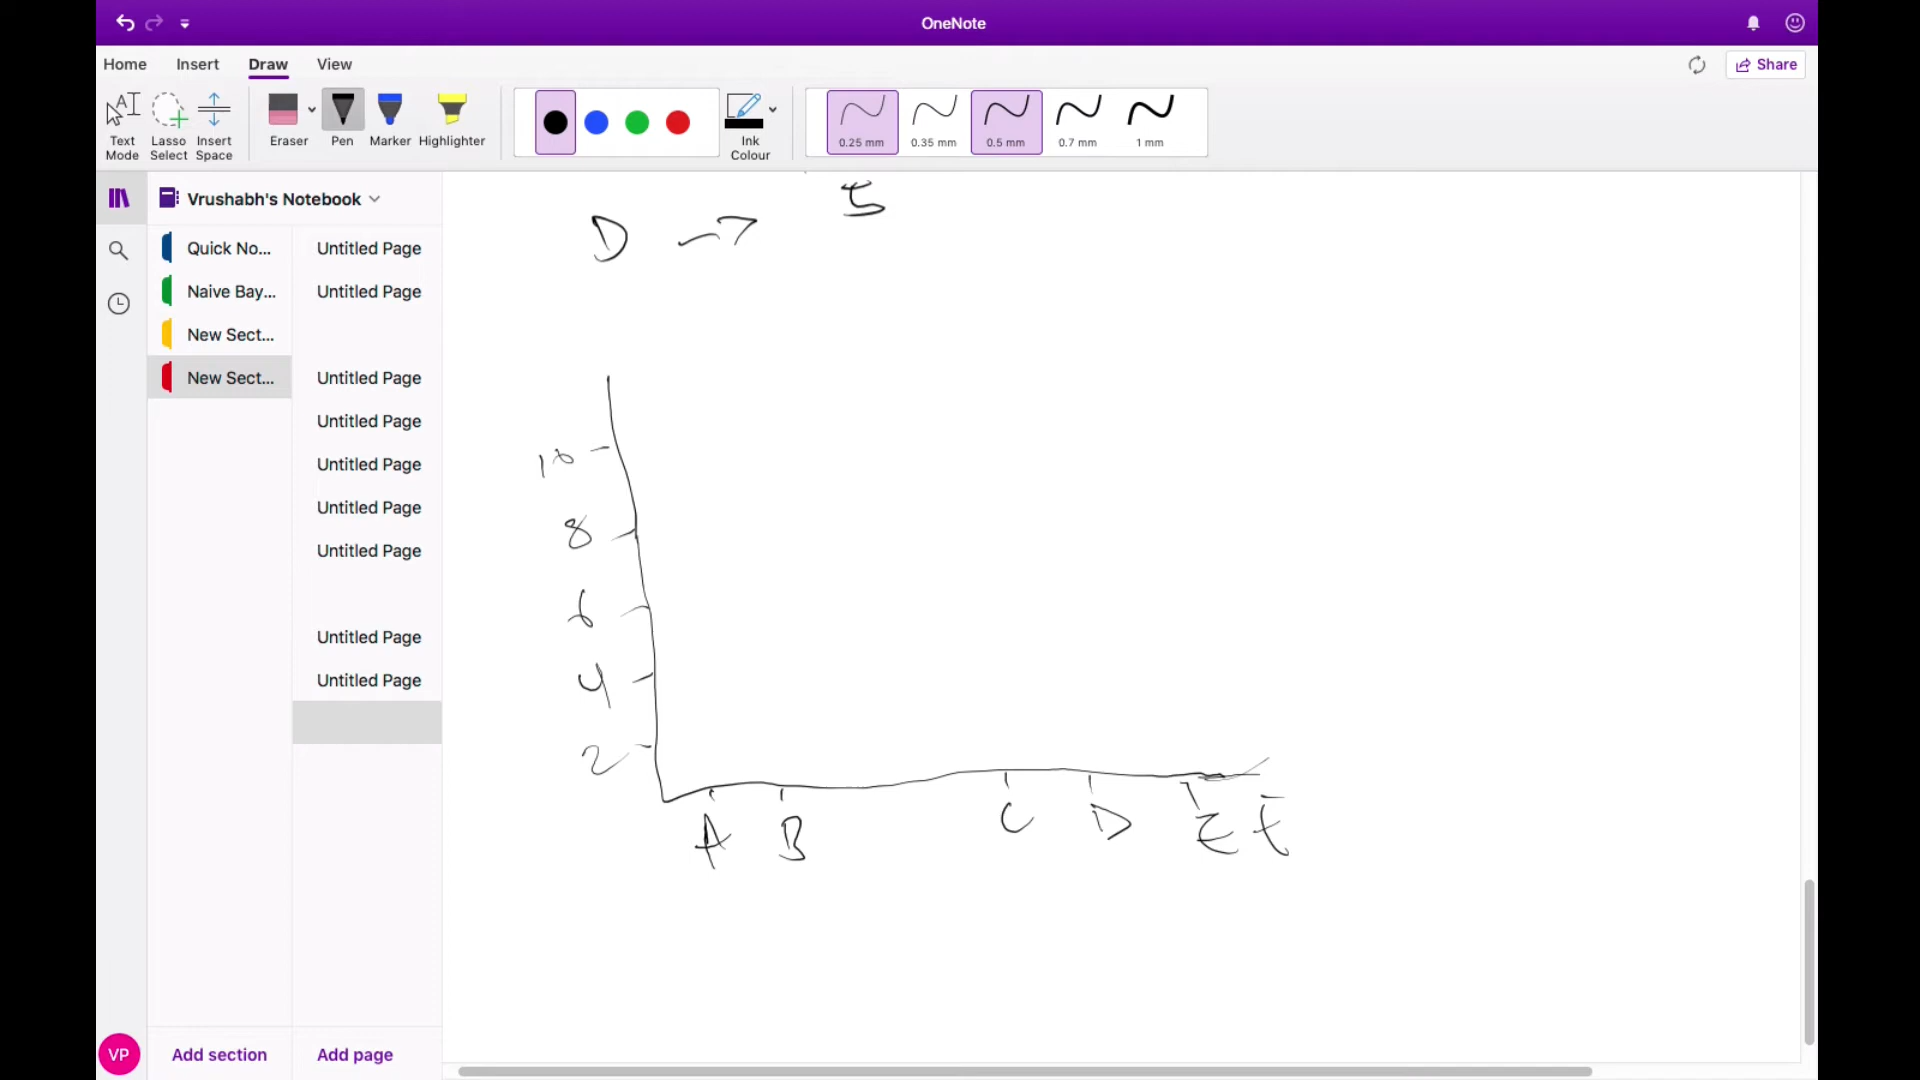 OneNote
Home Insert Draw View
Share
Text Mode
Lasso Select
Insert Space
Eraser
Pen
Marker
Highlighter
Ink Colour
0.25 mm
0.35 mm
0.5 mm
0.7 mm
1 mm
Vrushabh's Notebook
Quick No...
Naive Bay...
New Sect...
New Sect...
Untitled Page
Untitled Page
Untitled Page
Untitled Page
Untitled Page
Untitled Page
Untitled Page
Untitled Page
Untitled Page
VP
Add section
Add page
5
D
10
8
6
4
2
A B C D E